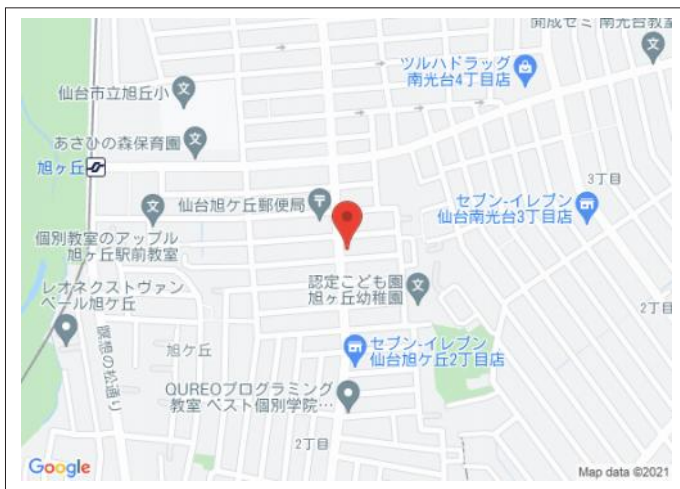 開成ゼミ 南光台教室
ツルハドラッグ
南光台4丁目店
仙台市立旭丘小
あさひの森保育園
旭ヶ丘
3丁目
セブン-イレブン
仙台南光台3丁目店
仙台旭ケ丘郵便局
個別教室のアップル
旭ヶ丘駅前教室
認定こども園
旭ヶ丘幼稚園
レオネクストヴァン
ベール旭ケ丘
2丁目
旭ケ丘
瞑想の松通り
セブン-イレブン
仙台旭ケ丘2丁目店
QUREOプログラミング
教室 ベスト個別学院…
2丁目
Google
Map data ©2021